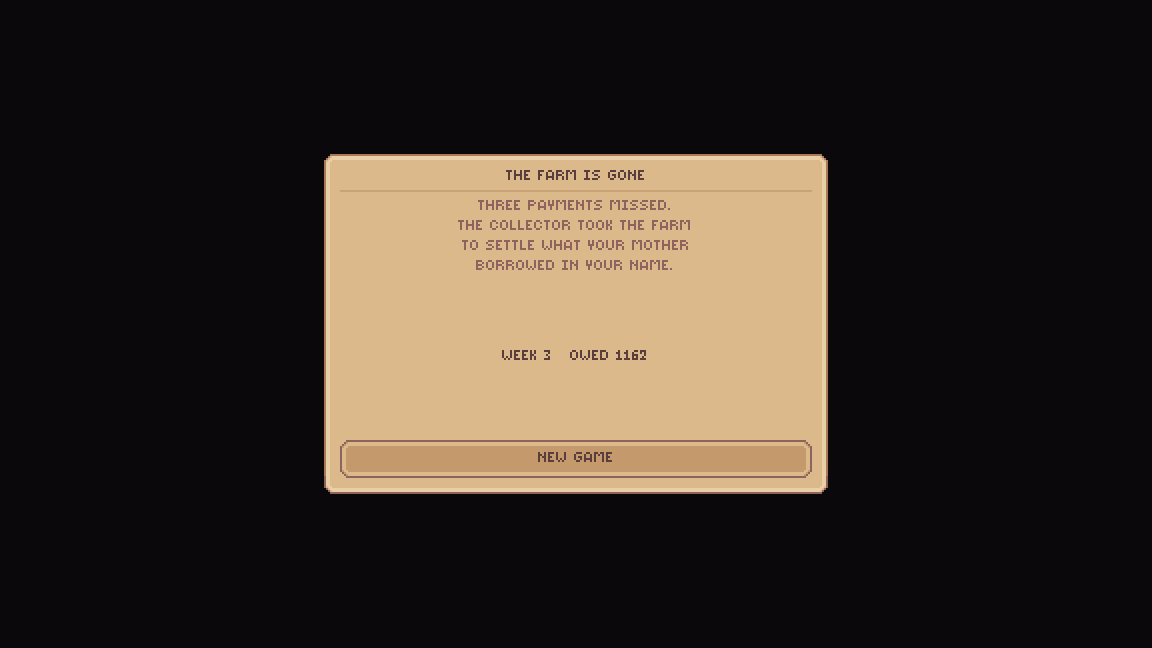 THE FARM IS GONE
THREE PAYMENTS MISSED.
THE COLLECTOR TOOK THE FARM
TO SETTLE WHAT YOUR MOTHER
BORROWED IN YOUR NAME.
WEEK 3 OWED 1162
NEW GAME